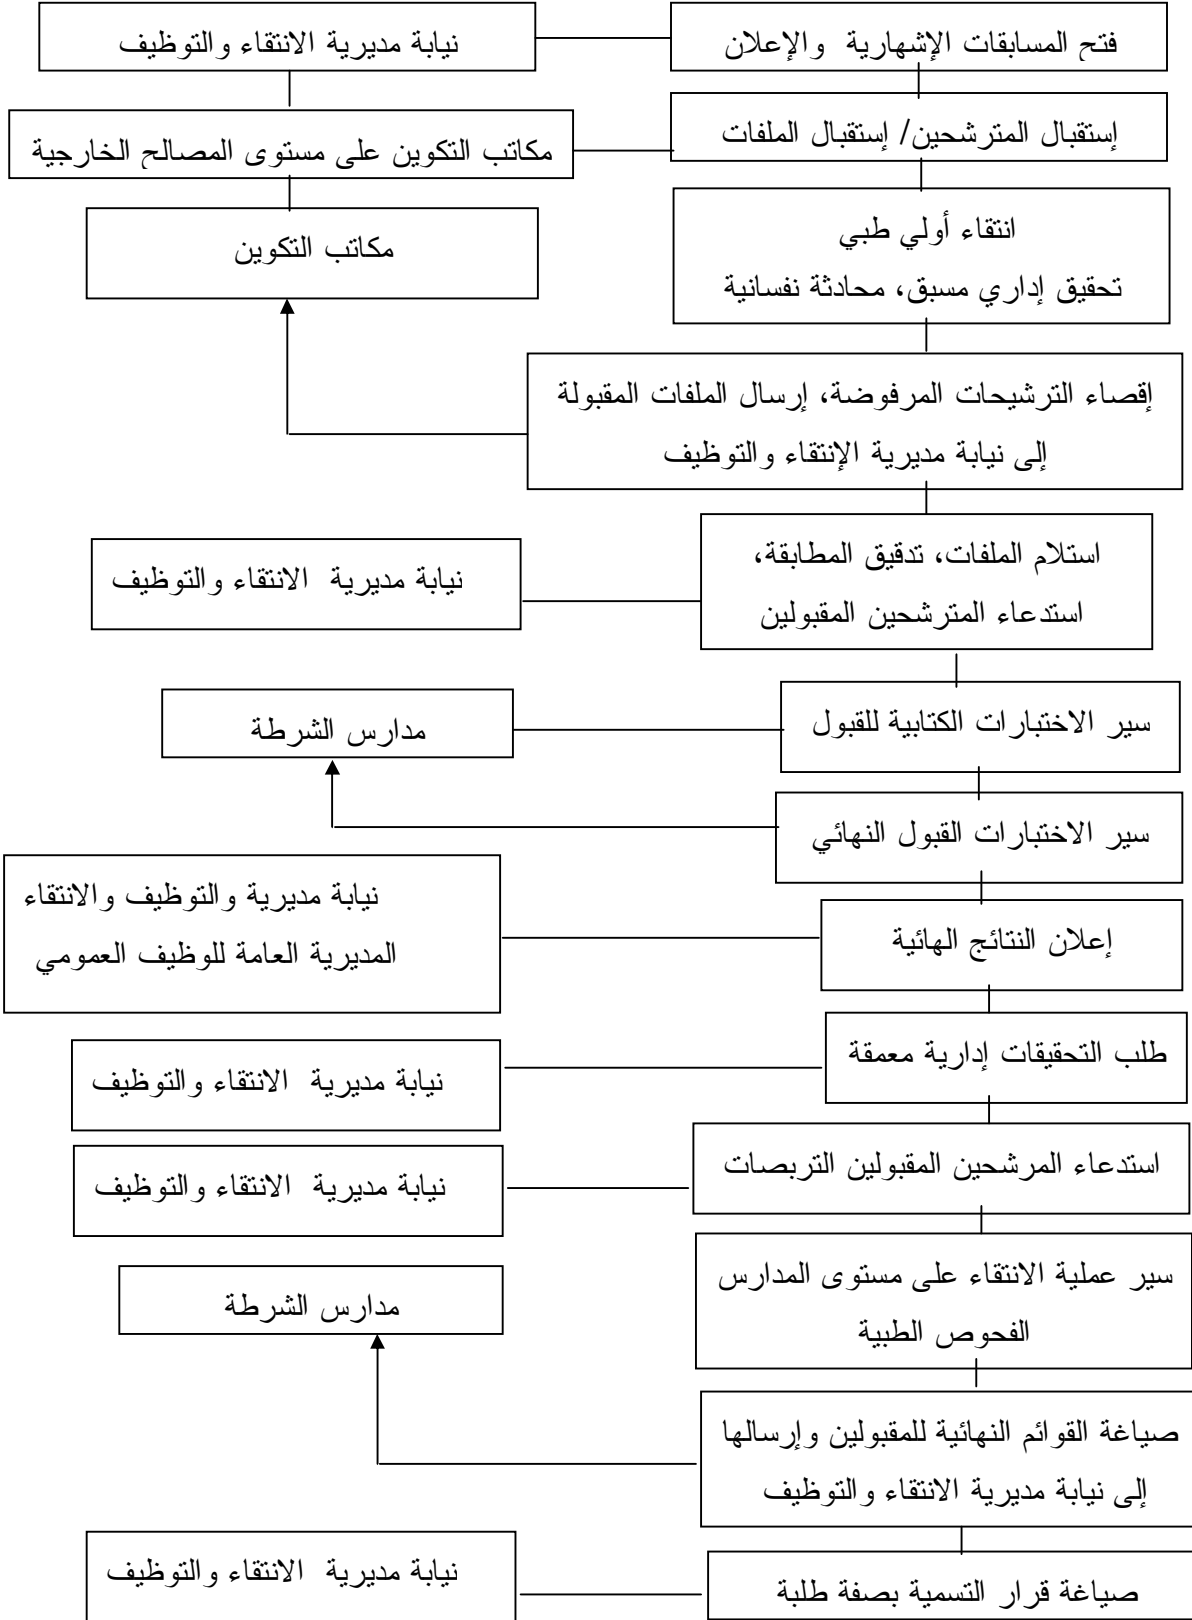 فتح المسابقات الإشهارية والإعلان
نيابة مديرية الانتقاء والتوظيف
إستقبال المترشحين/ إستقبال الملفات
مكاتب التكوين على مستوى المصالح الخارجية
انتقاء أولي طبي
تحقيق إداري مسبق، محادثة نفسانية
مكاتب التكوين
إقصاء الترشيحات المرفوضة، إرسال الملفات المقبولة
إلى نيابة مديرية الإنتقاء والتوظيف
استلام الملفات، تدقيق المطابقة،
استدعاء المترشحين المقبولين
نيابة مديرية الانتقاء والتوظيف
سير الاختبارات الكتابية للقبول
مدارس الشرطة
سير الاختبارات القبول النهائي
إعلان النتائج الهائية
نيابة مديرية والتوظيف والانتقاء
المديرية العامة للوظيف العمومي
طلب التحقيقات إدارية معمقة
نيابة مديرية الانتقاء والتوظيف
استدعاء المرشحين المقبولين التربصات
نيابة مديرية الانتقاء والتوظيف
سير عملية الانتقاء على مستوى المدارس
الفحوص الطبية
مدارس الشرطة
صياغة القوائم النهائية للمقبولين وإرسالها
إلى نيابة مديرية الانتقاء والتوظيف
صياغة قرار التسمية بصفة طلبة
نيابة مديرية الانتقاء والتوظيف